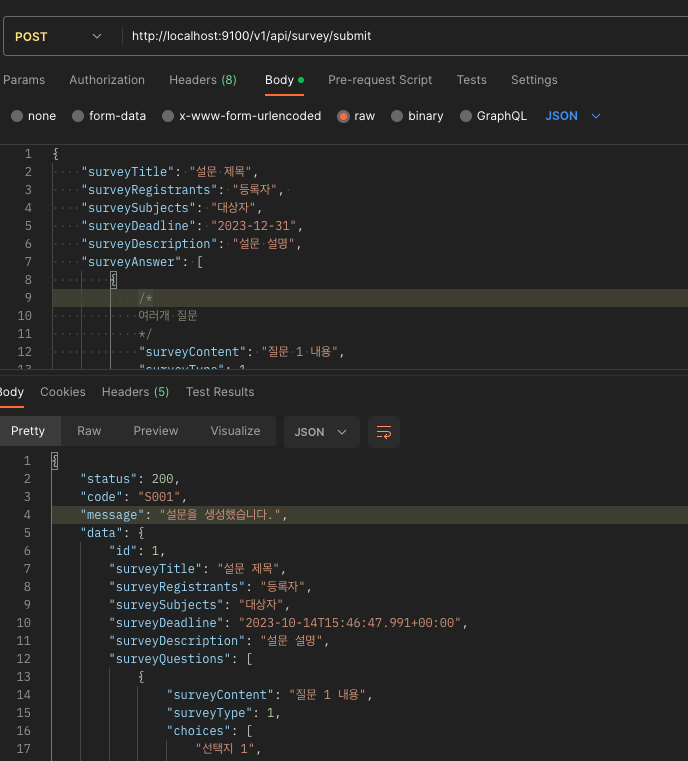 POST http://localhost:9100/v1/api/survey/submit
Params Authorization Headers (8) Body Pre-request Script Tests Settings
none form-data x-www-form-urlencoded raw binary GraphQL JSON
1 {
2 "surveyTitle": "설문 제목",
3 "surveyRegistrants": "등록자",
4 "surveySubjects": "대상자",
5 "surveyDeadline": "2023-12-31",
6 "surveyDescription": "설문 설명",
7 "surveyAnswer": [
8 {
9 /*
10 여러개 질문
11 */
12 "surveyContent": "질문 1 내용",
13 "surveyType": 1,
Body Cookies Headers (5) Test Results
Pretty Raw Preview Visualize JSON
1 {
2 "status": 200,
3 "code": "S001",
4 "message": "설문을 생성했습니다.",
5 "data": {
6 "id": 1,
7 "surveyTitle": "설문 제목",
8 "surveyRegistrants": "등록자",
9 "surveySubjects": "대상자",
10 "surveyDeadline": "2023-10-14T15:46:47.991+00:00",
11 "surveyDescription": "설문 설명",
12 "surveyQuestions": [
13 {
14 "surveyContent": "질문 1 내용",
15 "surveyType": 1,
16 "choices": [
17 "선택지 1",